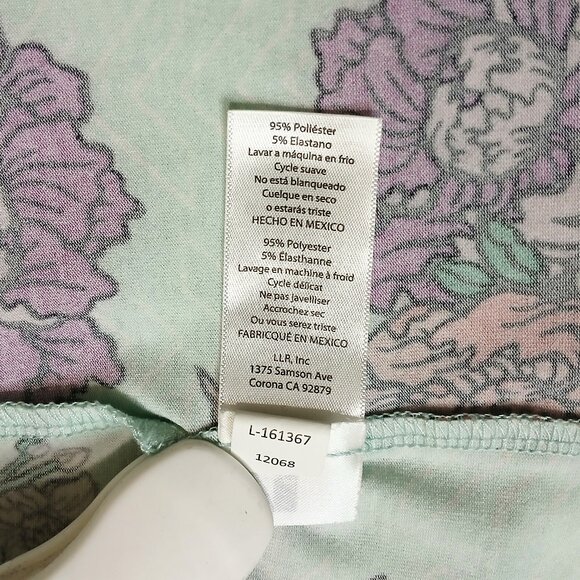 95% Poliéster
5% Elastano
Lavar a máquina en frio
Cycle suave
No está blanqueado
Cuelque en seco
o estarás triste
HECHO EN MEXICO
95% Polyester
5% Élasthanne
Lavage en machine à froid
Cycle délicat
Ne pas javelliser
Accrochez sec
Ou vous serez triste
FABRICQUÉ EN MEXICO
LLR, Inc
1375 Samson Ave
Corona CA 92879
L-161367
12068